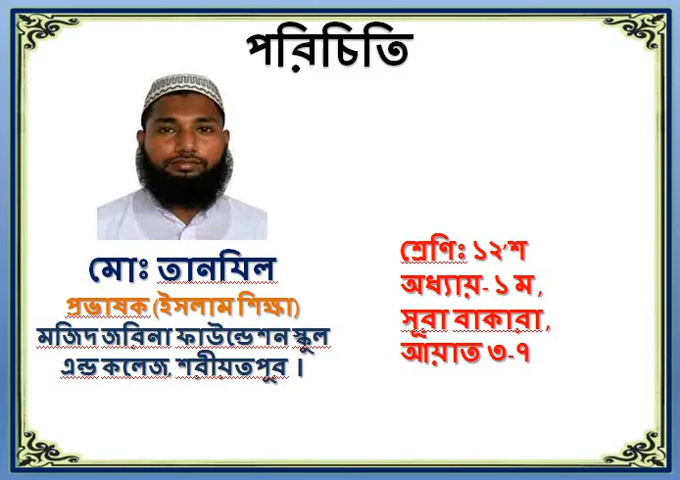 পরিচিতি
মোঃ তানযিল
প্রভাষক (ইসলাম শিক্ষা)
মজিদ জরিনা ফাউন্ডেশন স্কুল
এন্ড কলেজ, শরীয়তপুর ।
শ্রেণিঃ ১২’শ
অধ্যায়- ১ ম ,
সূরা বাকারা ,
আয়াত ৩-৭